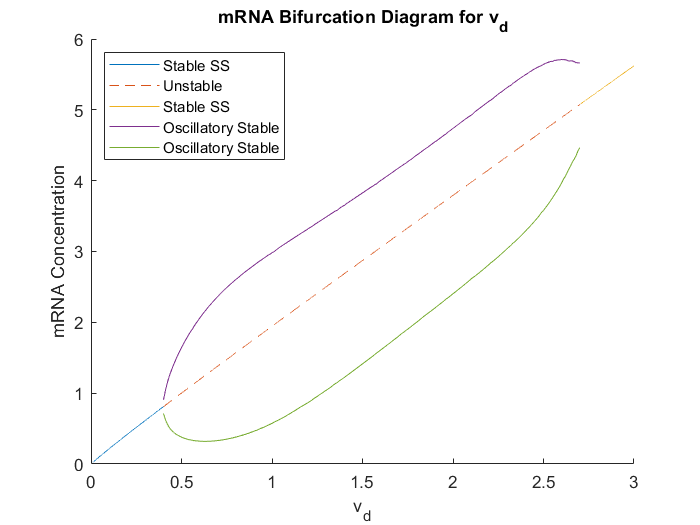 mRNA Bifurcation Diagram for v_d
6
5
4
3
2
1
0
mRNA Concentration
Stable SS
Unstable
Stable SS
Oscillatory Stable
Oscillatory Stable
0 0.5 1 1.5 2 2.5 3
v_d